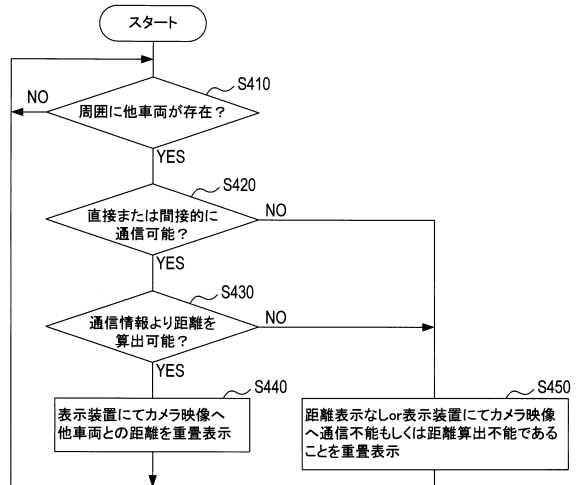 スタート
S410
NO
周囲に他車両が存在？
YES
S420
直接または間接的に
通信可能？
NO
YES
S430
通信情報より距離を
算出可能？
NO
YES
S440
表示装置にてカメラ映像へ
他車両との距離を重畳表示
S450
距離表示なしor表示装置にてカメラ映像
へ通信不能もしくは距離算出不能である
ことを重畳表示